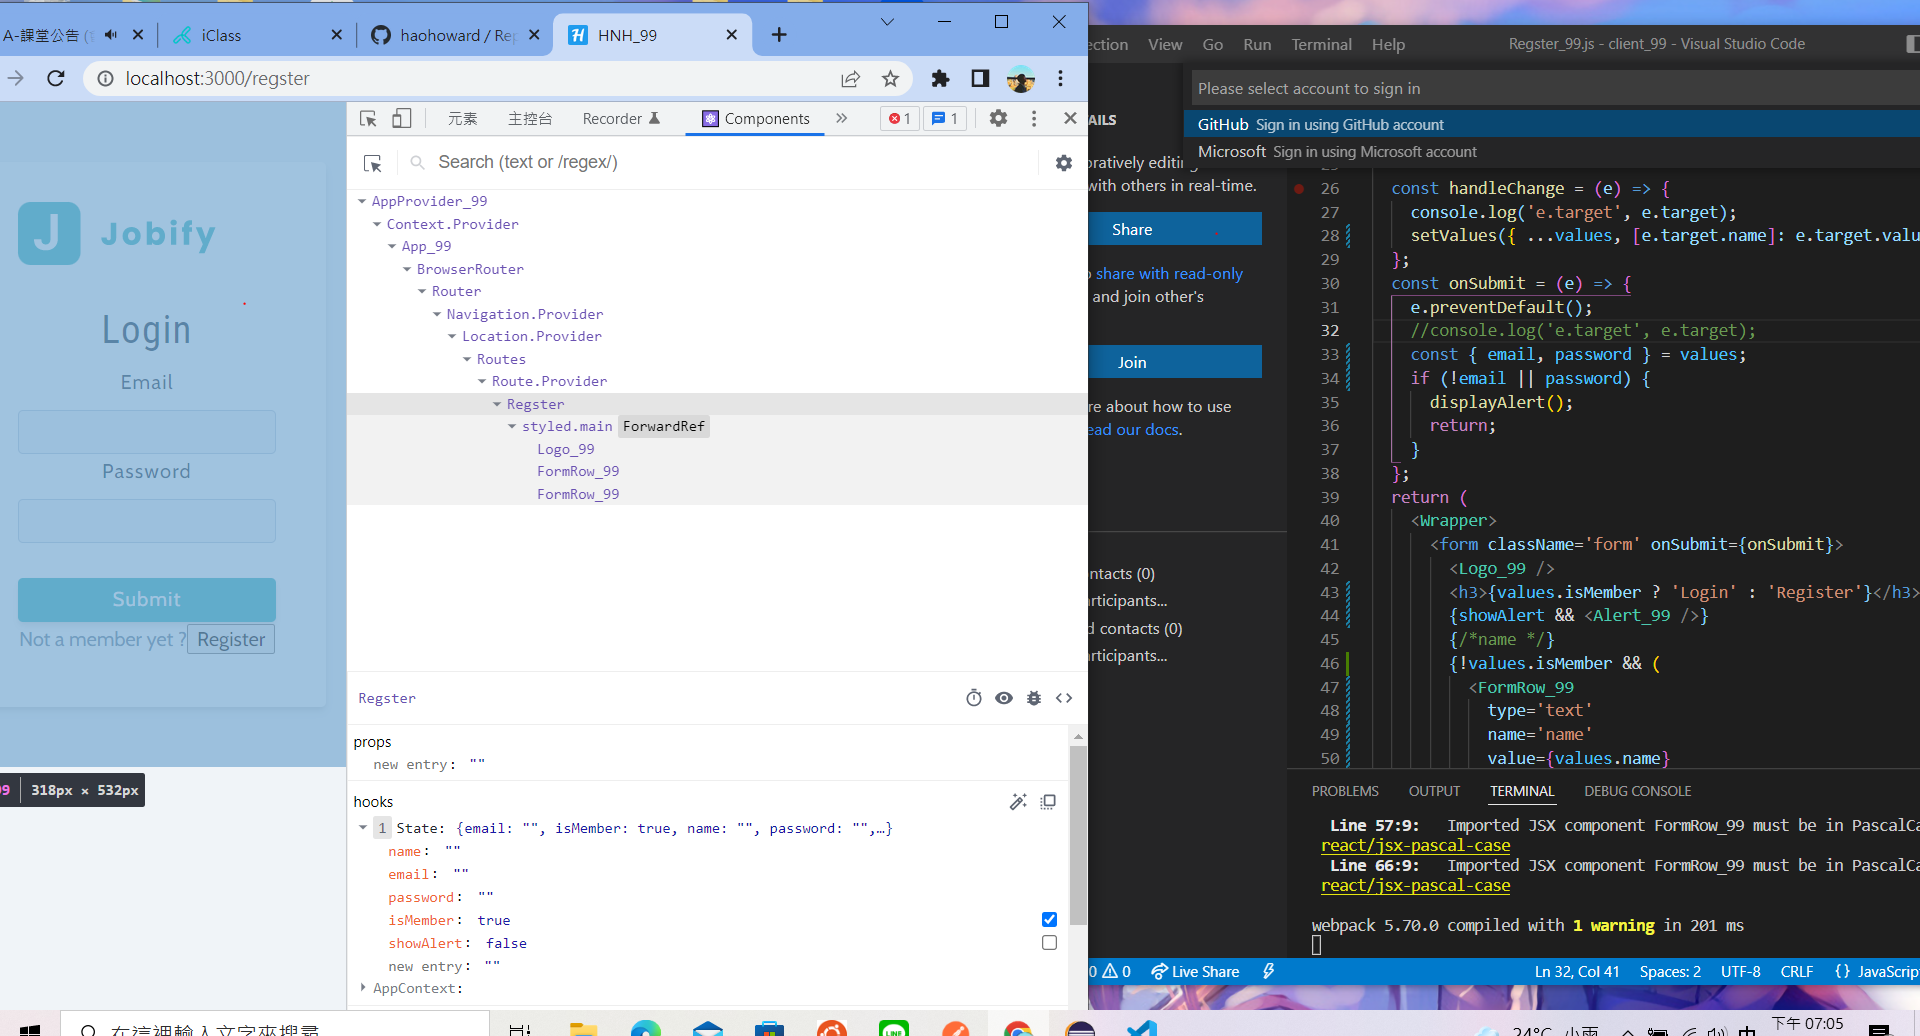 A-課堂公告 (
iClass
haohoward / Rep
HNH_99
localhost:3000/regster
元素
主控台
Recorder
Components
1
1
Search (text or /regex/)
AppProvider_99
Context.Provider
App_99
BrowserRouter
Router
Navigation.Provider
Location.Provider
Routes
Route.Provider
Regster
styled.main ForwardRef
Logo_99
FormRow_99
FormRow_99
J Jobify
Login
Email
Password
Submit
Not a member yet ? Register
99 318px × 532px
Regster
props
new entry: ""
hooks
1 State: {email: "", isMember: true, name: "", password: "",…}
name: ""
email: ""
password: ""
isMember: true
showAlert: false
new entry: ""
AppContext:
ection View Go Run Terminal Help
Regster_99.js - client_99 - Visual Studio Code
Please select account to sign in
GitHub Sign in using GitHub account
Microsoft Sign in using Microsoft account
AILS
oratively editing
with others in real-time.
Share
share with read-only
and join other's
Join
re about how to use
ead our docs.
ntacts (0)
articipants...
d contacts (0)
articipants...
26 const handleChange = (e) => {
27 console.log('e.target', e.target);
28 setValues({ ...values, [e.target.name]: e.target.valu
29 };
30 const onSubmit = (e) => {
31 e.preventDefault();
32 //console.log('e.target', e.target);
33 const { email, password } = values;
34 if (!email || password) {
35 displayAlert();
36 return;
37 }
38 };
39 return (
40 <Wrapper>
41 <form className='form' onSubmit={onSubmit}>
42 <Logo_99 />
43 <h3>{values.isMember ? 'Login' : 'Register'}</h3>
44 {showAlert && <Alert_99 />}
45 {/*name */}
46 {!values.isMember && (
47 <FormRow_99
48 type='text'
49 name='name'
50 value={values.name}
PROBLEMS OUTPUT TERMINAL DEBUG CONSOLE
Line 57:9: Imported JSX component FormRow_99 must be in PascalCa
react/jsx-pascal-case
Line 66:9: Imported JSX component FormRow_99 must be in PascalCa
react/jsx-pascal-case
webpack 5.70.0 compiled with 1 warning in 201 ms
0 0 Live Share
Ln 32, Col 41 Spaces: 2 UTF-8 CRLF {} JavaScrip
在這裡輸入文字來搜尋
24°C 小雨
中
下午 07:05